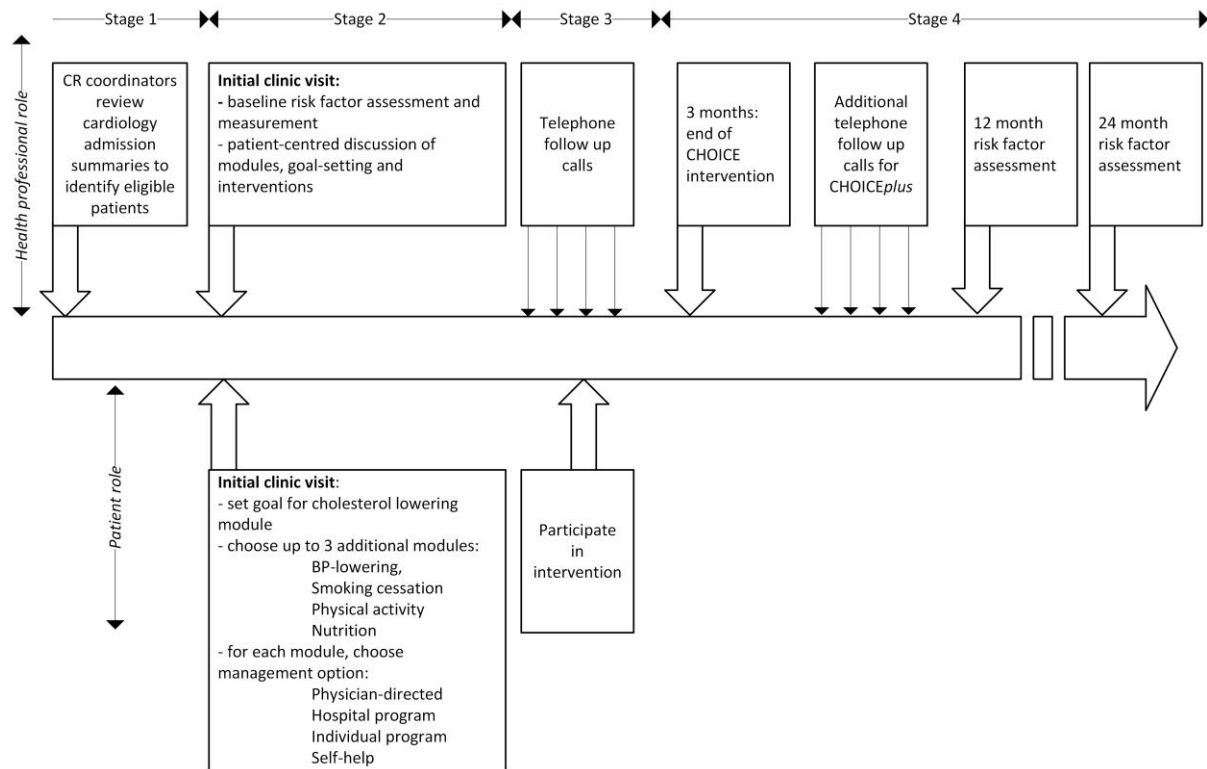 Stage 1
Stage 2
Stage 3
Stage 4
Health professional role
CR coordinators
review
cardiology
admission
summaries to
identify eligible
patients
Initial clinic visit:
- baseline risk factor assessment and
measurement
- patient-centred discussion of
modules, goal-setting and
interventions
Telephone
follow up
calls
3 months:
end of
CHOICE
intervention
Additional
telephone
follow up
calls for
CHOICEplus
12 month
risk factor
assessment
24 month
risk factor
assessment
Patient role
Initial clinic visit:
- set goal for cholesterol lowering
module
- choose up to 3 additional modules:
BP-lowering,
Smoking cessation
Physical activity
Nutrition
- for each module, choose
management option:
Physician-directed
Hospital program
Individual program
Self-help
Participate
in
intervention